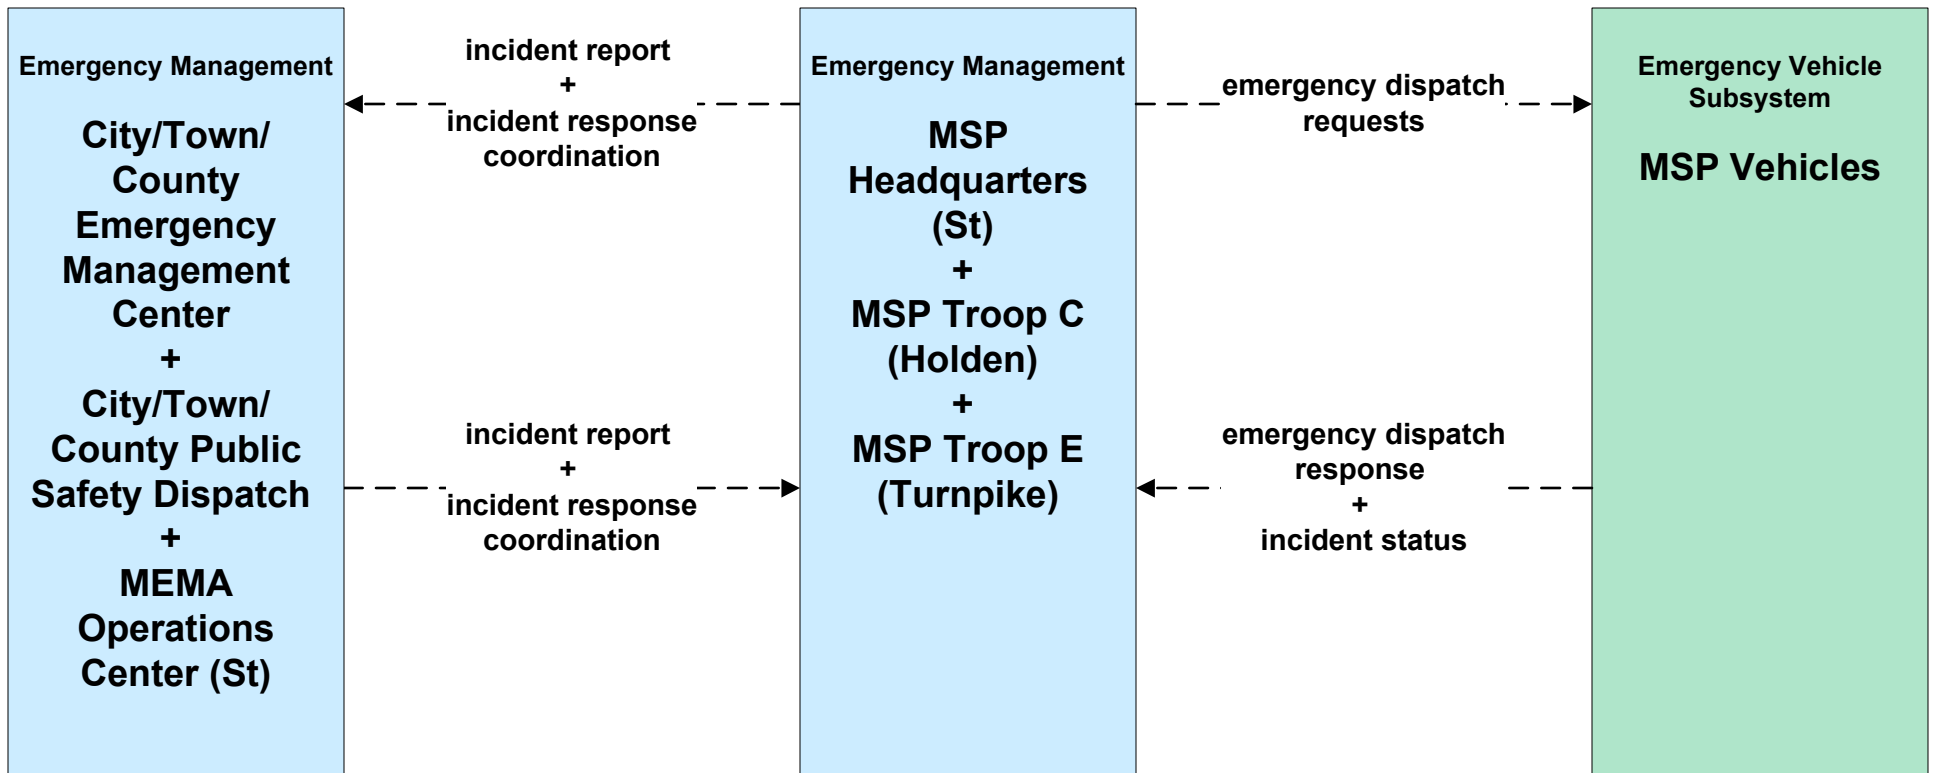 Emergency Management
City/Town/
County
Emergency
Management
Center
+
City/Town/
County Public
Safety Dispatch
+
MEMA
Operations
Center (St)
incident report
+
incident response
coordination
incident report
+
incident response
coordination
Emergency Management
MSP
Headquarters
(St)
+
MSP Troop C
(Holden)
+
MSP Troop E
(Turnpike)
emergency dispatch
requests
emergency dispatch
response
+
incident status
Emergency Vehicle
Subsystem
MSP Vehicles